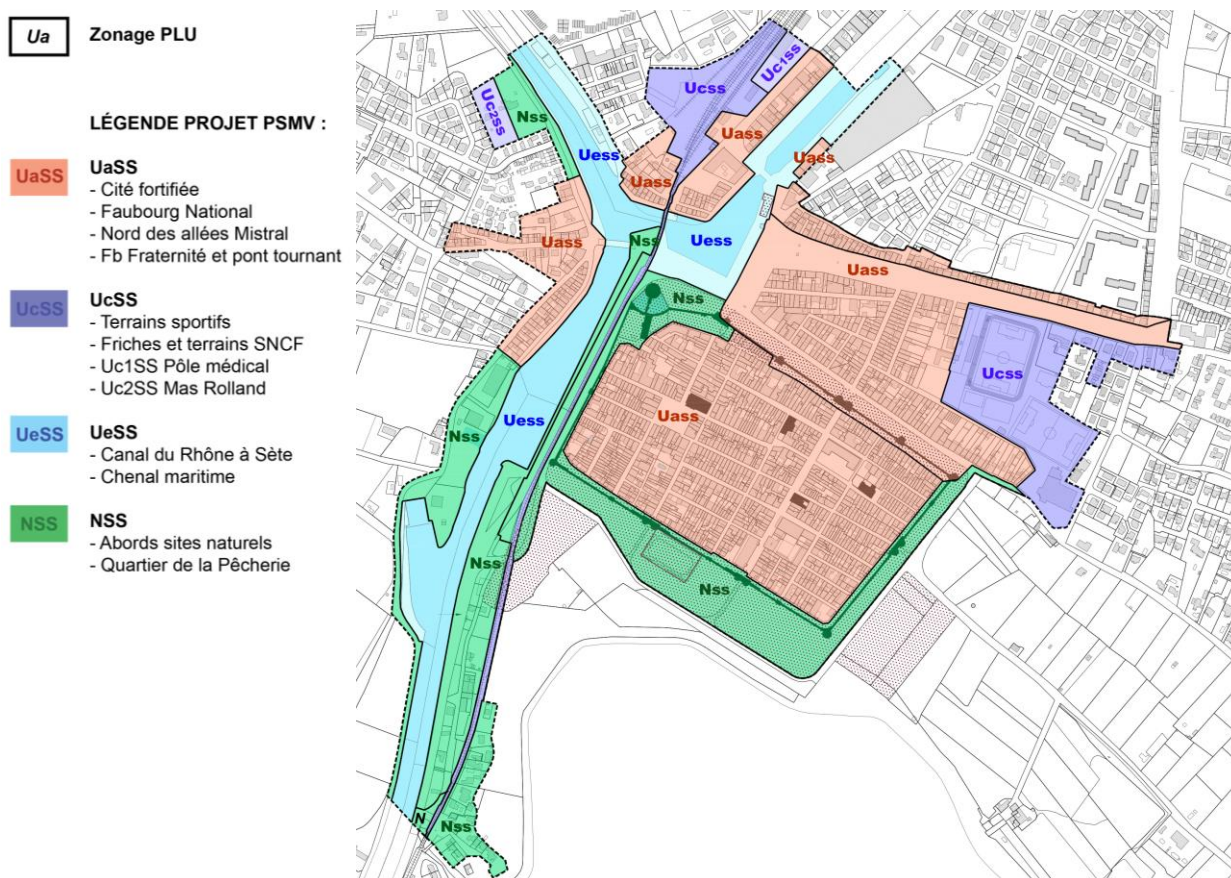 Ua
Zonage PLU
LÉGENDE PROJET PSMV :
UaSS
UaSS
- Cité fortifiée
- Faubourg National
- Nord des allées Mistral
- Fb Fraternité et pont tournant
UcSS
UcSS
- Terrains sportifs
- Friches et terrains SNCF
- Uc1SS Pôle médical
- Uc2SS Mas Rolland
UeSS
UeSS
- Canal du Rhône à Sète
- Chenal maritime
NSS
NSS
- Abords sites naturels
- Quartier de la Pêcherie
Uc1ss
Ucss
Uc2ss
Nss
Uass
Uess
Uass
Uass
Uass
Nss
Uess
Uass
Nss
Ucss
Uess
Uass
Nss
Nss
Nss
N
Nss